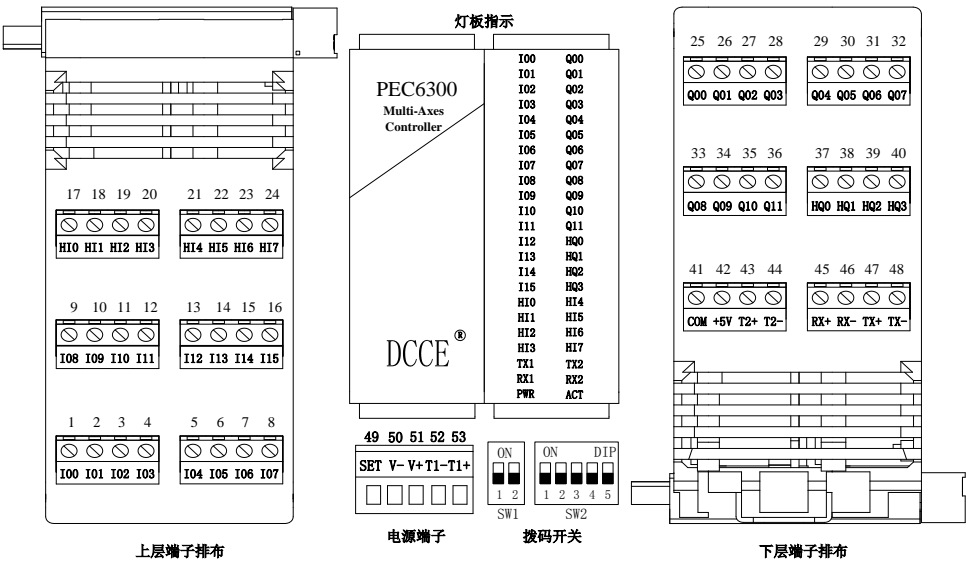 17 18 19 20
21 22 23 24
HI0 HI1 HI2 HI3
HI4 HI5 HI6 HI7
9 10 11 12
13 14 15 16
I08 I09 I10 I11
I12 I13 I14 I15
1 2 3 4
5 6 7 8
I00 I01 I02 I03
I04 I05 I06 I07
上层端子排布
灯板指示
PEC6300
Multi-Axes
Controller
DCCE®
I00 Q00
I01 Q01
I02 Q02
I03 Q03
I04 Q04
I05 Q05
I06 Q06
I07 Q07
I08 Q08
I09 Q09
I10 Q10
I11 Q11
I12 HQ0
I13 HQ1
I14 HQ2
I15 HQ3
HI0 HI4
HI1 HI5
HI2 HI6
HI3 HI7
TX1 TX2
RX1 RX2
PWR ACT
49 50 51 52 53
SET V- V+ T1- T1+
电源端子
ON
1 2
SW1
ON DIP
1 2 3 4 5
SW2
拨码开关
25 26 27 28
29 30 31 32
Q00 Q01 Q02 Q03
Q04 Q05 Q06 Q07
33 34 35 36
37 38 39 40
Q08 Q09 Q10 Q11
HQ0 HQ1 HQ2 HQ3
41 42 43 44
45 46 47 48
COM +5V T2+ T2-
RX+ RX- TX+ TX-
下层端子排布